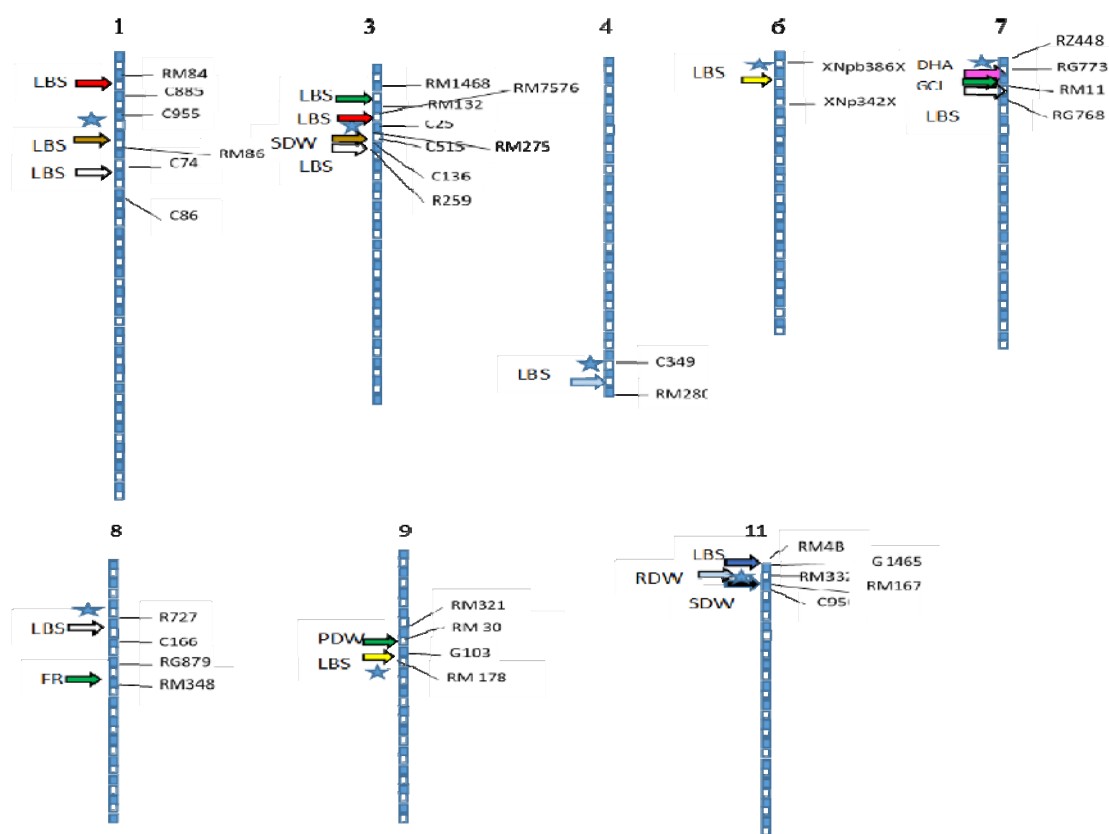 1
LBS
RM84
C885
C955
LBS
RM86
C74
LBS
C86
3
RM1468
RM7576
LBS
RM132
LBS
C25
SDW
C515
RM275
LBS
C136
R259
4
C349
LBS
RM280
6
XNpb386X
LBS
XNp342X
7
RZ448
DHA
RG773
GCL
RM11
LBS
RG768
8
R727
LBS
C166
RG879
FR
RM348
9
RM321
PDW
RM 30
G103
LBS
RM 178
11
RM4B
LBS
G1465
RDW
RM332
RM167
SDW